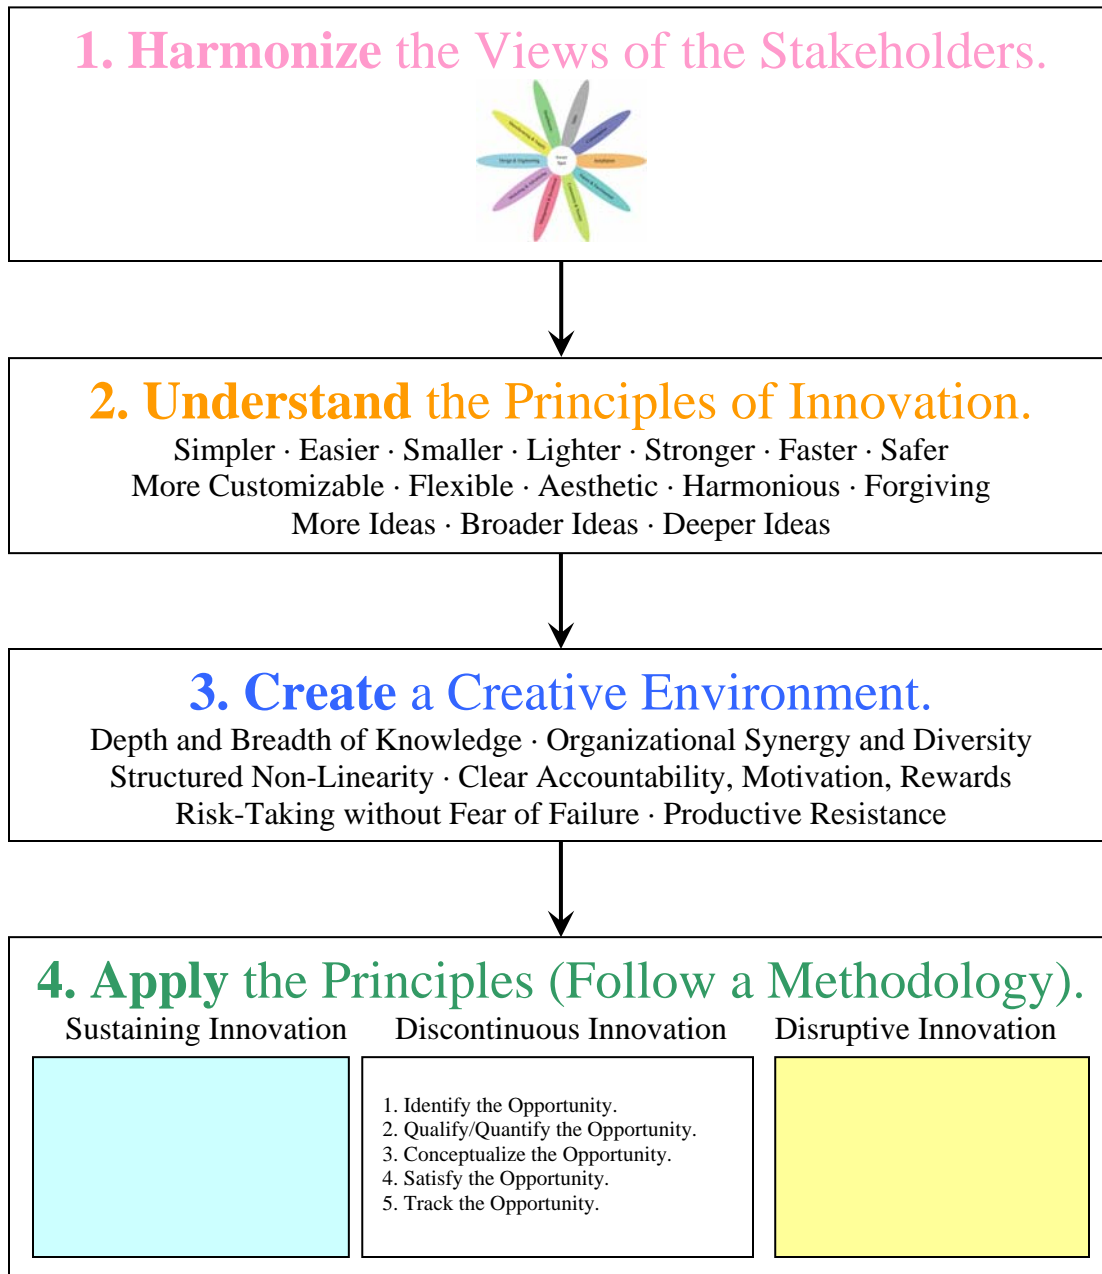 1. Harmonize the Views of the Stakeholders.
Design & Engineering
Installation
2. Understand the Principles of Innovation.
Simpler · Easier · Smaller · Lighter · Stronger · Faster · Safer
More Customizable · Flexible · Aesthetic · Harmonious · Forgiving
More Ideas · Broader Ideas · Deeper Ideas
3. Create a Creative Environment.
Depth and Breadth of Knowledge · Organizational Synergy and Diversity
Structured Non-Linearity · Clear Accountability, Motivation, Rewards
Risk-Taking without Fear of Failure · Productive Resistance
4. Apply the Principles (Follow a Methodology).
Sustaining Innovation Discontinuous Innovation Disruptive Innovation
1. Identify the Opportunity.
2. Qualify/Quantify the Opportunity.
3. Conceptualize the Opportunity.
4. Satisfy the Opportunity.
5. Track the Opportunity.